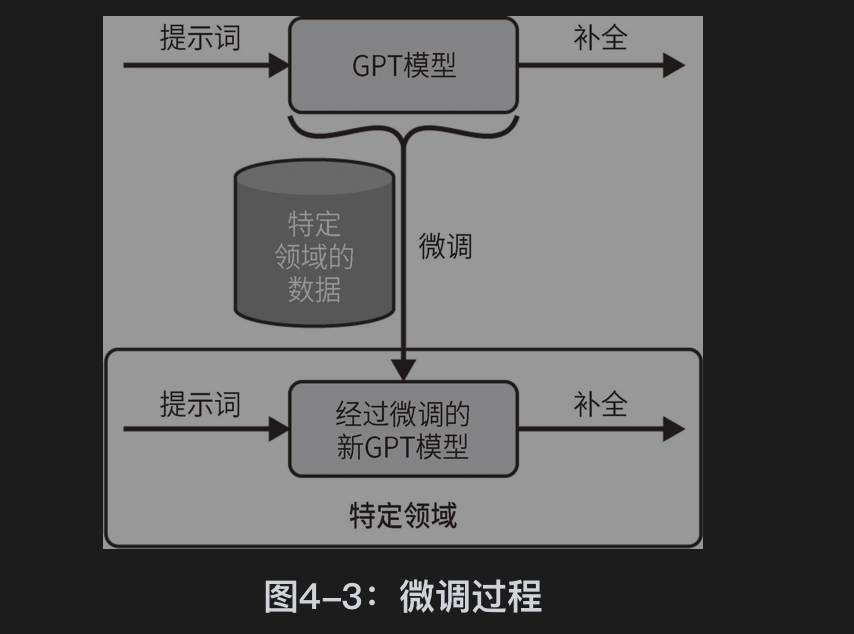 提示词
GPT模型
补全
特定
领域的
数据
微调
提示词
经过微调的
新GPT模型
补全
特定领域
图4-3：微调过程